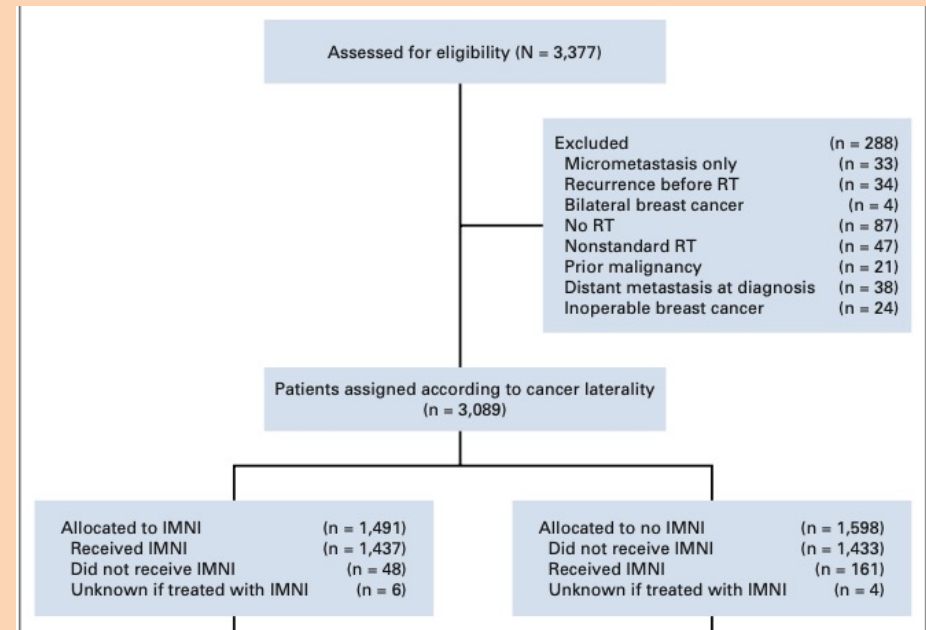 Assessed for eligibility (N = 3,377)
Excluded (n = 288)
Micrometastasis only (n = 33)
Recurrence before RT (n = 34)
Bilateral breast cancer (n = 4)
No RT (n = 87)
Nonstandard RT (n = 47)
Prior malignancy (n = 21)
Distant metastasis at diagnosis (n = 38)
Inoperable breast cancer (n = 24)
Patients assigned according to cancer laterality
(n = 3,089)
Allocated to IMNI (n = 1,491)
Received IMNI (n = 1,437)
Did not receive IMNI (n = 48)
Unknown if treated with IMNI (n = 6)
Allocated to no IMNI (n = 1,598)
Did not receive IMNI (n = 1,433)
Received IMNI (n = 161)
Unknown if treated with IMNI (n = 4)